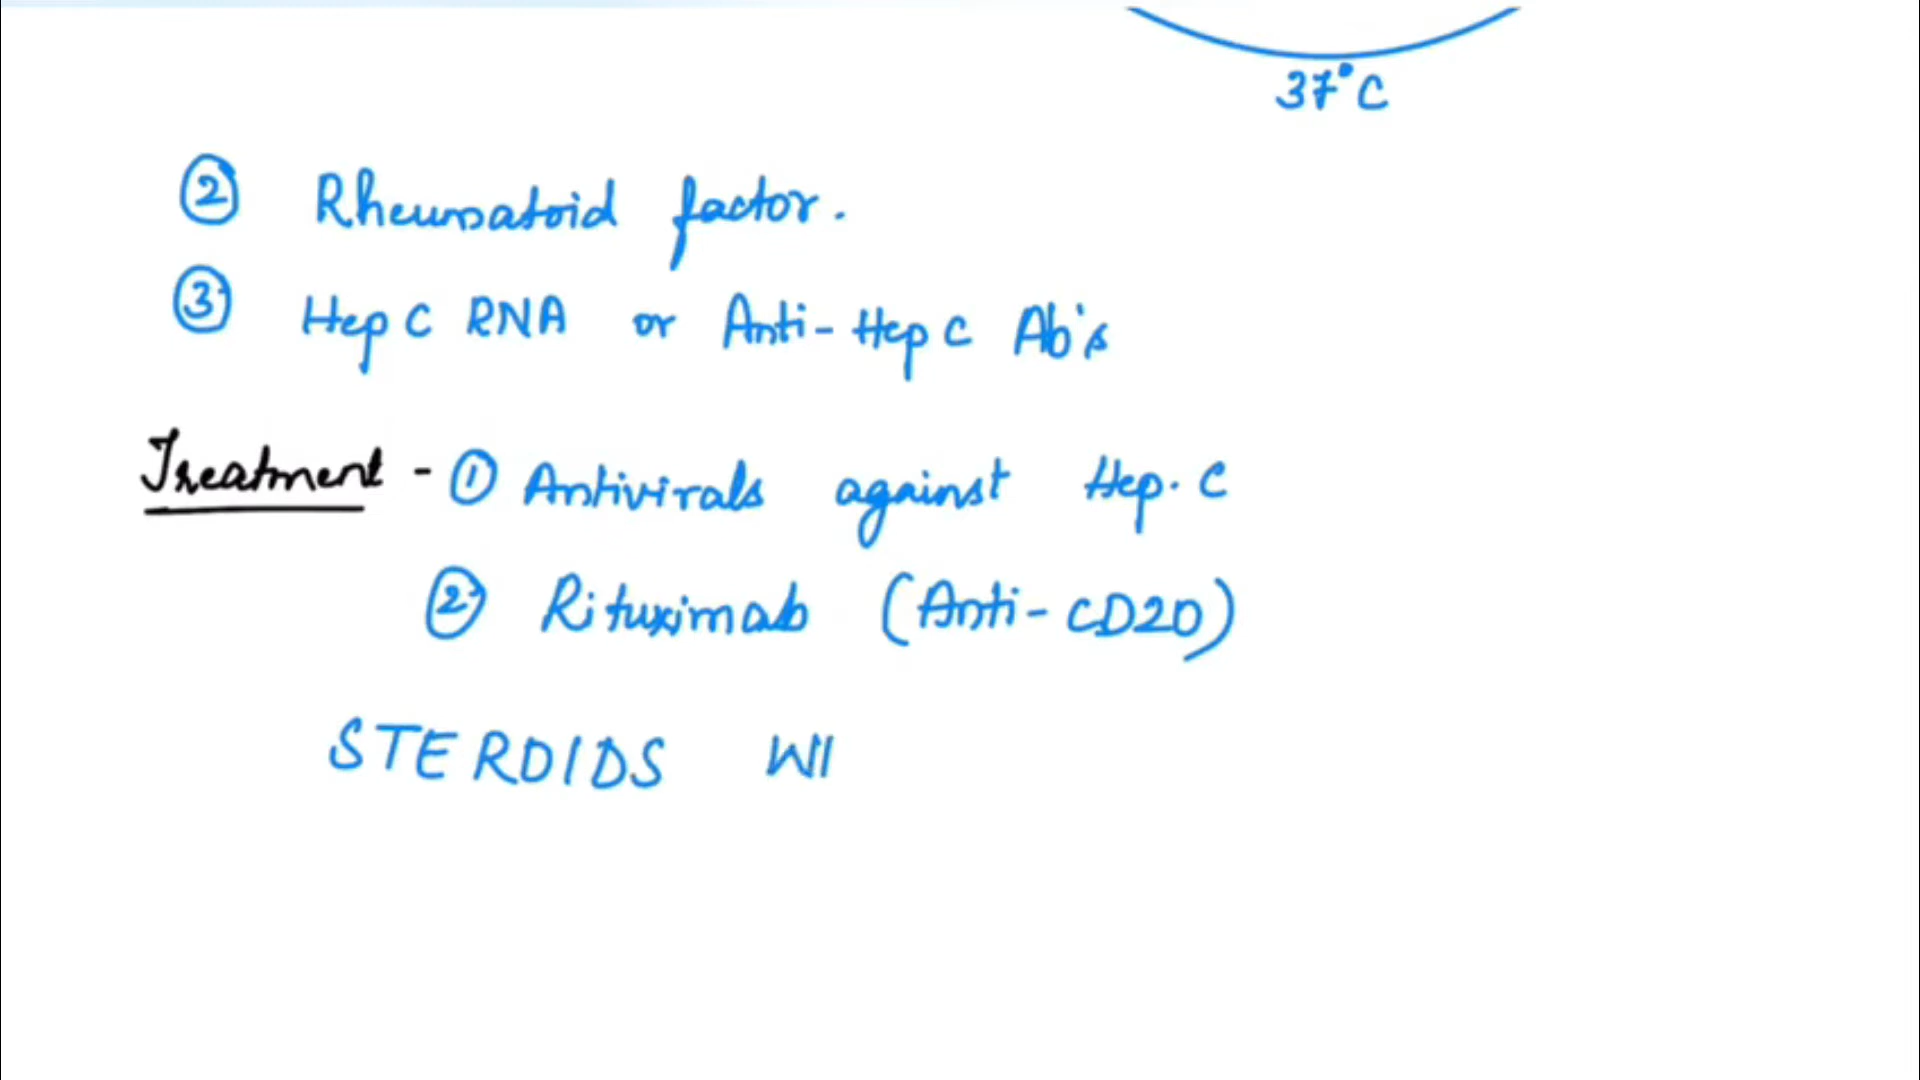 37°C
② Rheumatoid factor.
③ Hep C RNA or Anti-Hep C Ab's
Treatment - ① Antivirals against Hep. C
② Rituximab (Anti-CD20)
STEROIDS WI